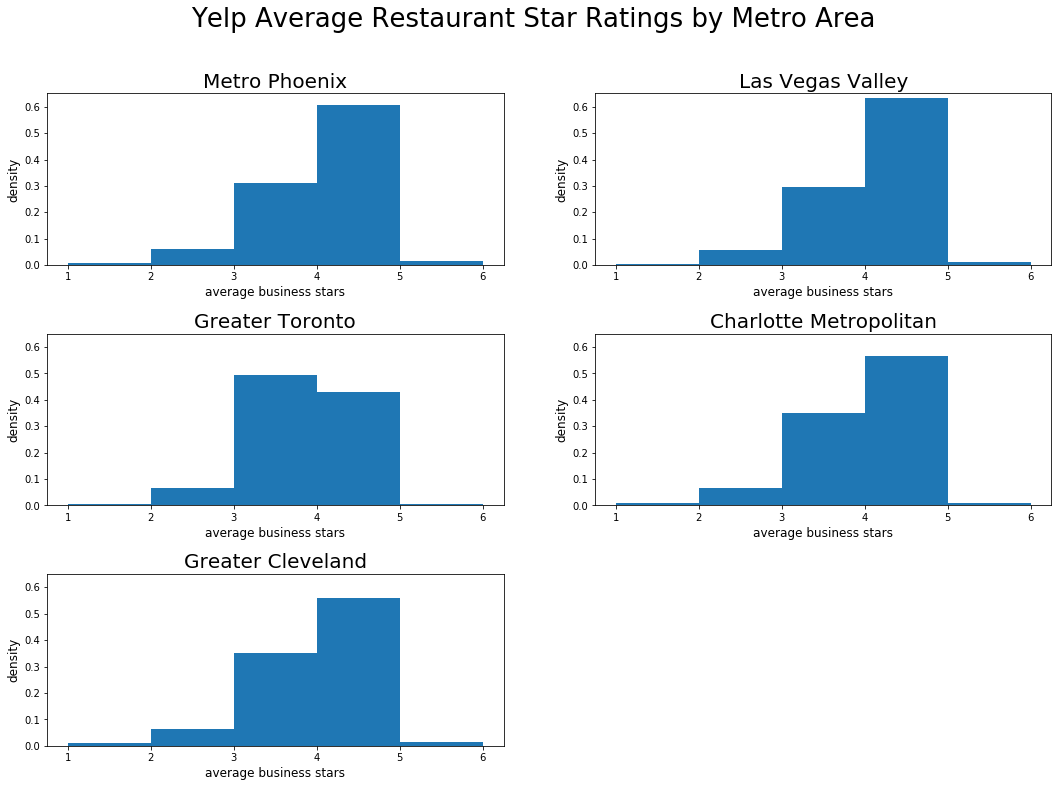 Yelp Average Restaurant Star Ratings by Metro Area
Metro Phoenix
density
0.6
0.5
0.4
0.3
0.2
0.1
0.0
1 2 3 4 5 6
average business stars
Las Vegas Valley
density
0.6
0.5
0.4
0.3
0.2
0.1
0.0
1 2 3 4 5 6
average business stars
Greater Toronto
density
0.6
0.5
0.4
0.3
0.2
0.1
0.0
1 2 3 4 5 6
average business stars
Charlotte Metropolitan
density
0.6
0.5
0.4
0.3
0.2
0.1
0.0
1 2 3 4 5 6
average business stars
Greater Cleveland
density
0.6
0.5
0.4
0.3
0.2
0.1
0.0
1 2 3 4 5 6
average business stars